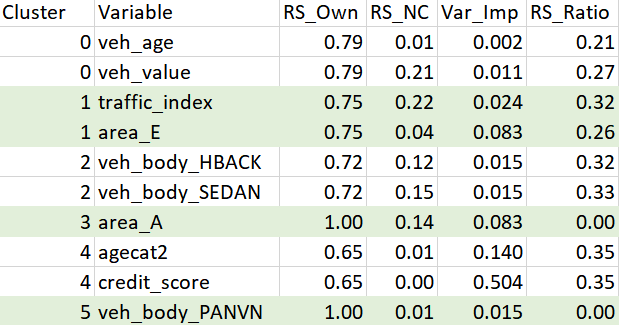 Cluster Variable RS_Own RS_NC Var_Imp RS_Ratio
0 veh_age 0.79 0.01 0.002 0.21
0 veh_value 0.79 0.21 0.011 0.27
1 traffic_index 0.75 0.22 0.024 0.32
1 area_E 0.75 0.04 0.083 0.26
2 veh_body_HBACK 0.72 0.12 0.015 0.32
2 veh_body_SEDAN 0.72 0.15 0.015 0.33
3 area_A 1.00 0.14 0.083 0.00
4 agecat2 0.65 0.01 0.140 0.35
4 credit_score 0.65 0.00 0.504 0.35
5 veh_body_PANVN 1.00 0.01 0.015 0.00